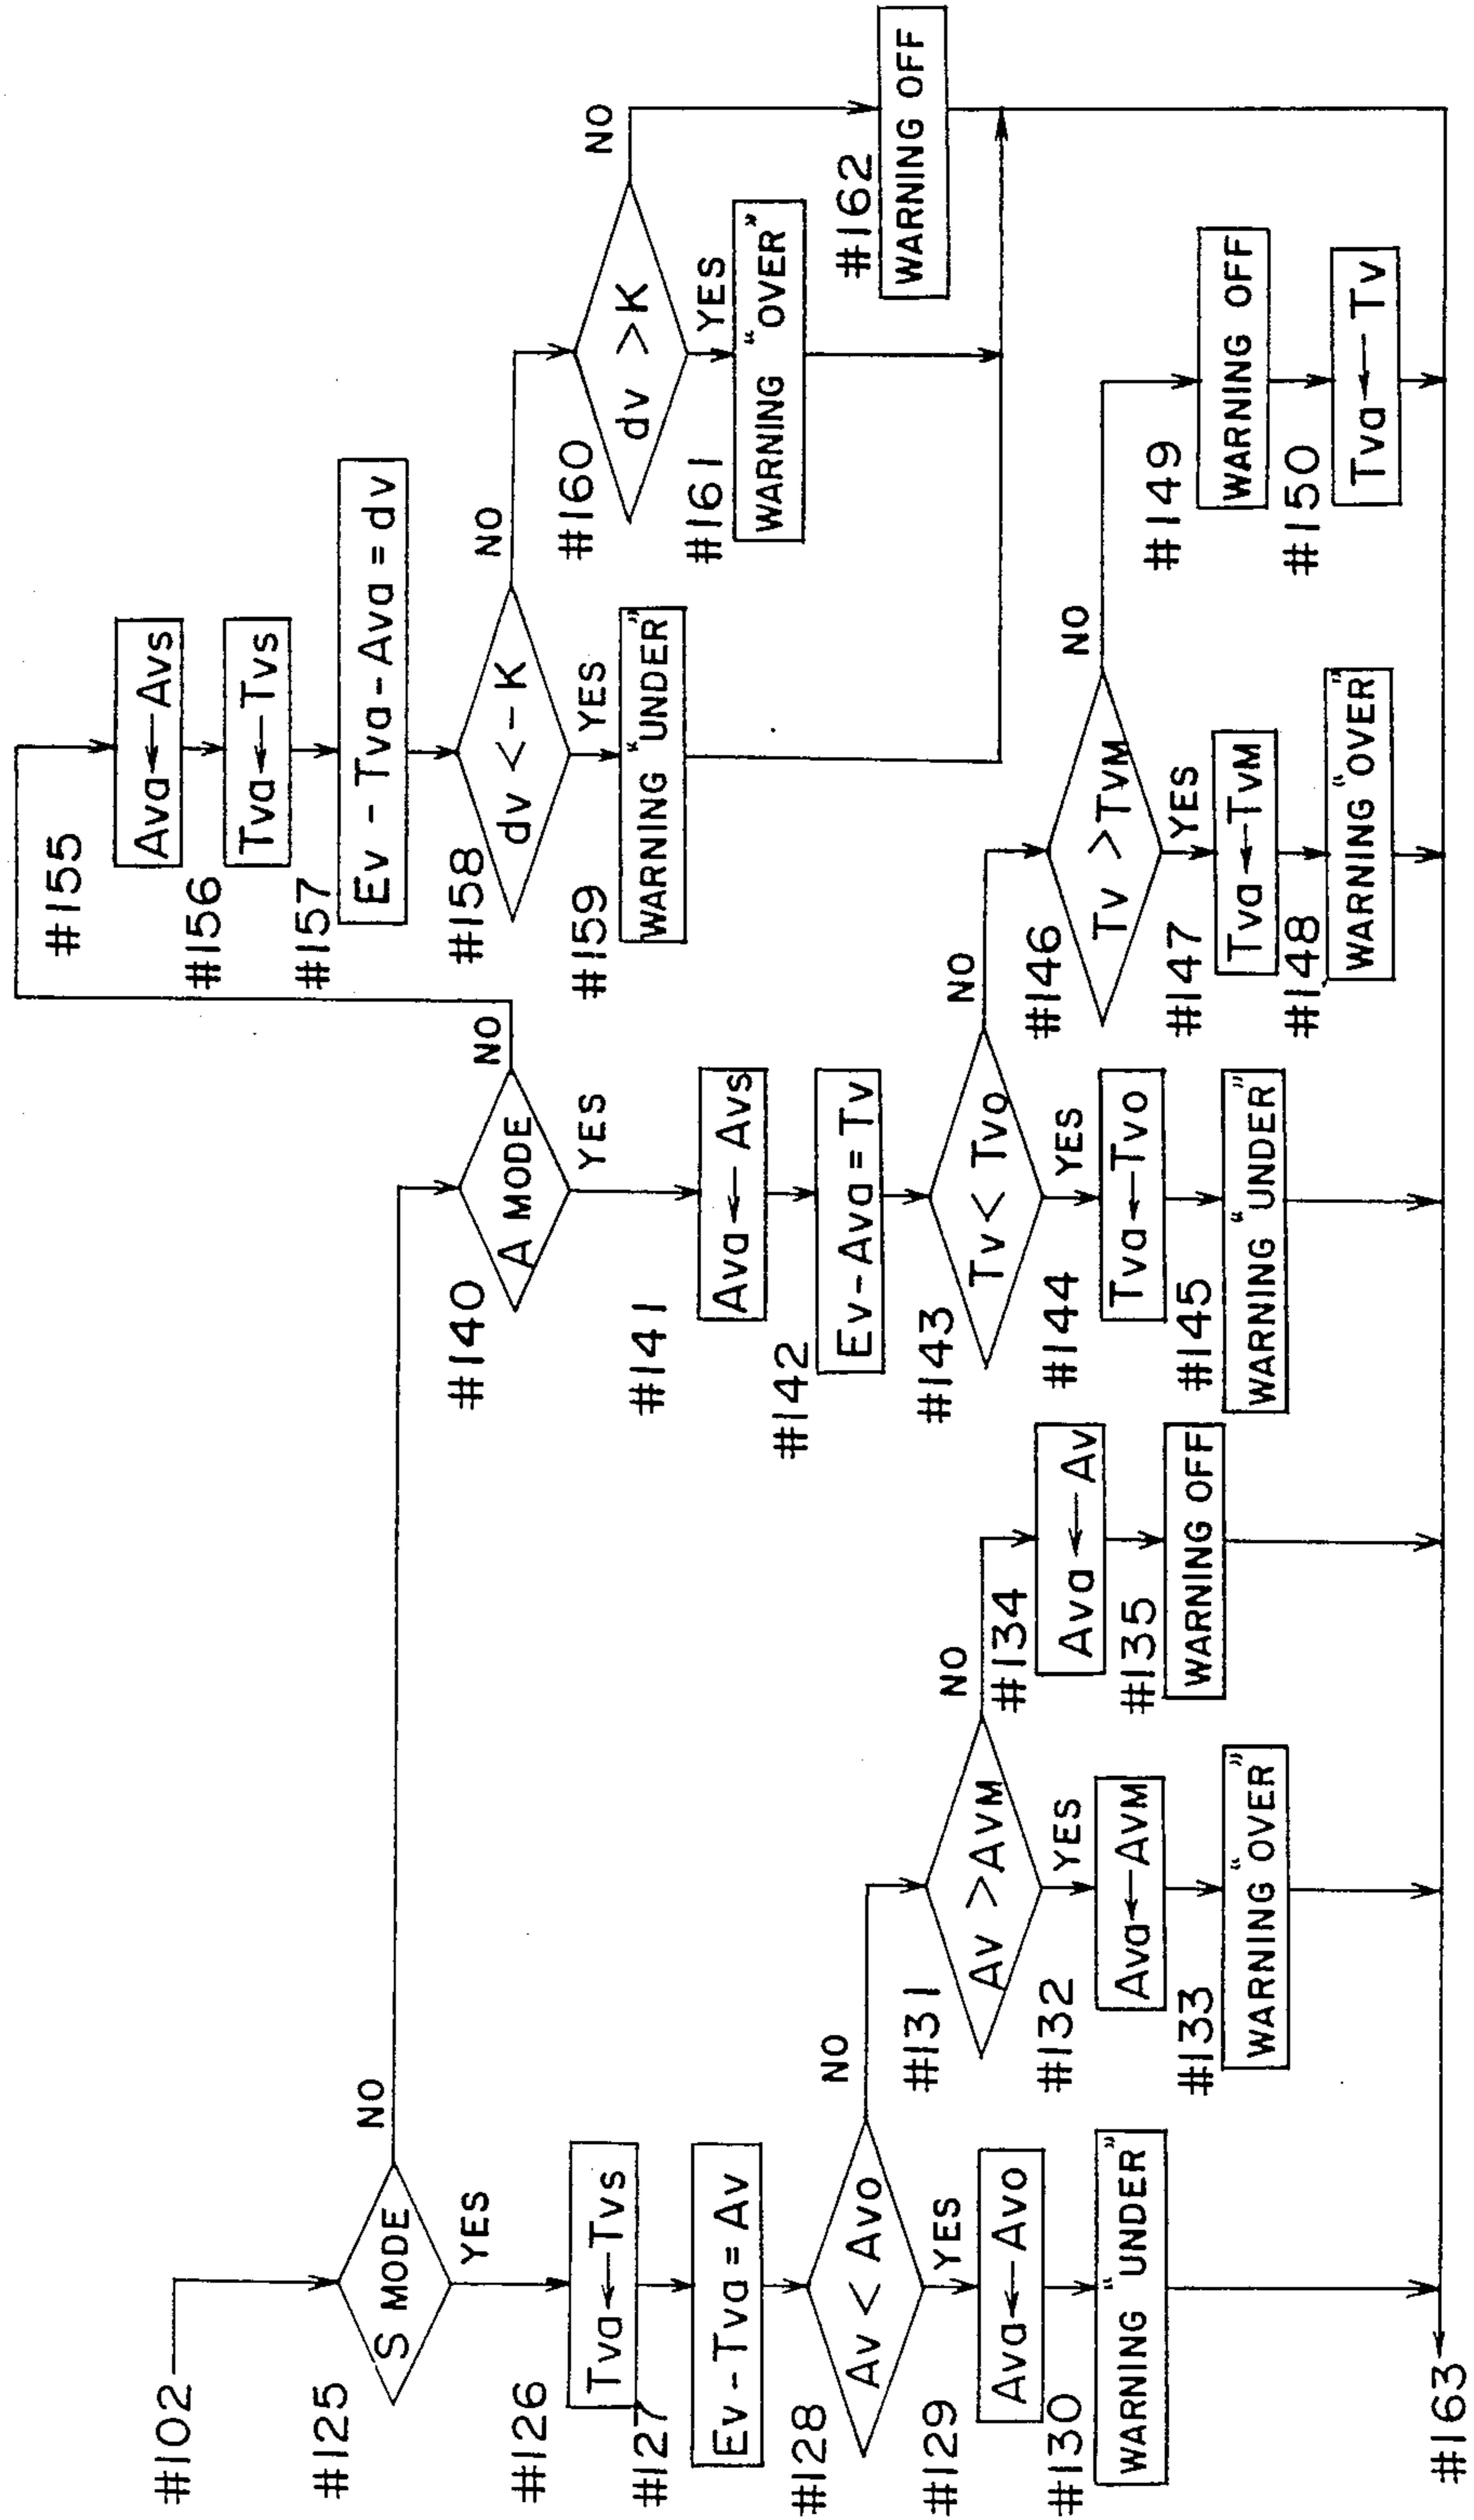 #102
#125
S MODE
NO
YES
#126
Tva←Tvs
#127
Ev-Tva=Av
#128
Av < Avo
NO
YES
#129
Ava←Avo
#130
WARNING "UNDER"
#131
Av >AVM
NO
YES
#132
Ava←AVM
#133
WARNING "OVER"
#134
Ava ← Av
#135
WARNING OFF
#140
A MODE
NO
YES
#141
Ava ← Avs
#142
Ev-Ava=Tv
#143
Tv < Tvo
NO
YES
#144
Tva←Tvo
#145
WARNING "UNDER"
#146
Tv >TVM
NO
YES
#147
Tva←TVM
#148
WARNING "OVER"
#149
WARNING OFF
#150
Tva←Tv
#155
Ava←Avs
#156
Tva←Tvs
#157
Ev-Tva-Ava=dv
#158
dv <-K
NO
YES
#159
WARNING "UNDER"
#160
dv >K
NO
YES
#161
WARNING "OVER"
#162
WARNING OFF
#163